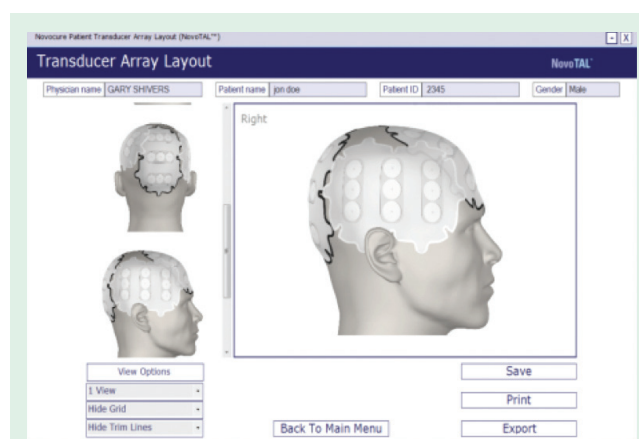 Novocure Patient Transducer Array Layout (NovoTAL™)
Transducer Array Layout
NovoTAL™
Physician name GARY SHIVERS Patient name jon doe Patient ID 2345 Gender Male
Right
View Options
1 View
Hide Grid
Hide Trim Lines
Back To Main Menu
Save
Print
Export